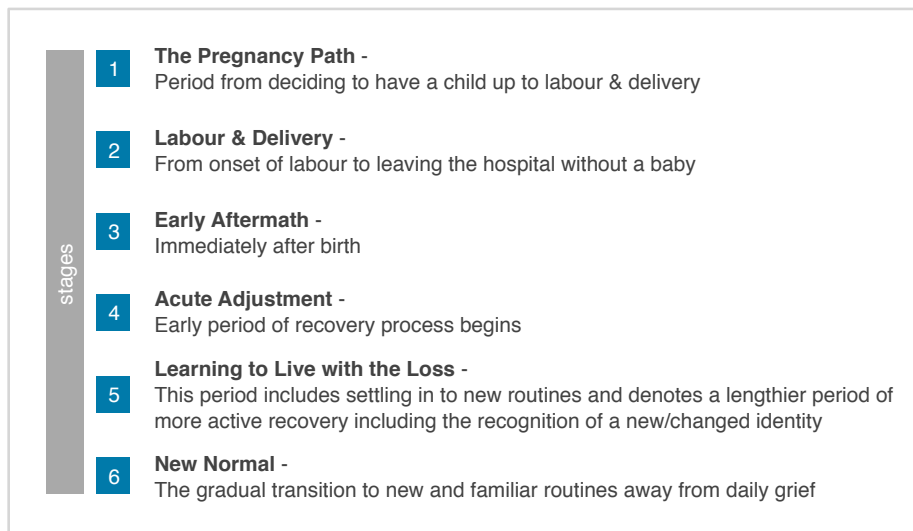 stages
1
The Pregnancy Path -
Period from deciding to have a child up to labour & delivery
2
Labour & Delivery -
From onset of labour to leaving the hospital without a baby
3
Early Aftermath -
Immediately after birth
4
Acute Adjustment -
Early period of recovery process begins
5
Learning to Live with the Loss -
This period includes settling in to new routines and denotes a lengthier period of
more active recovery including the recognition of a new/changed identity
6
New Normal -
The gradual transition to new and familiar routines away from daily grief